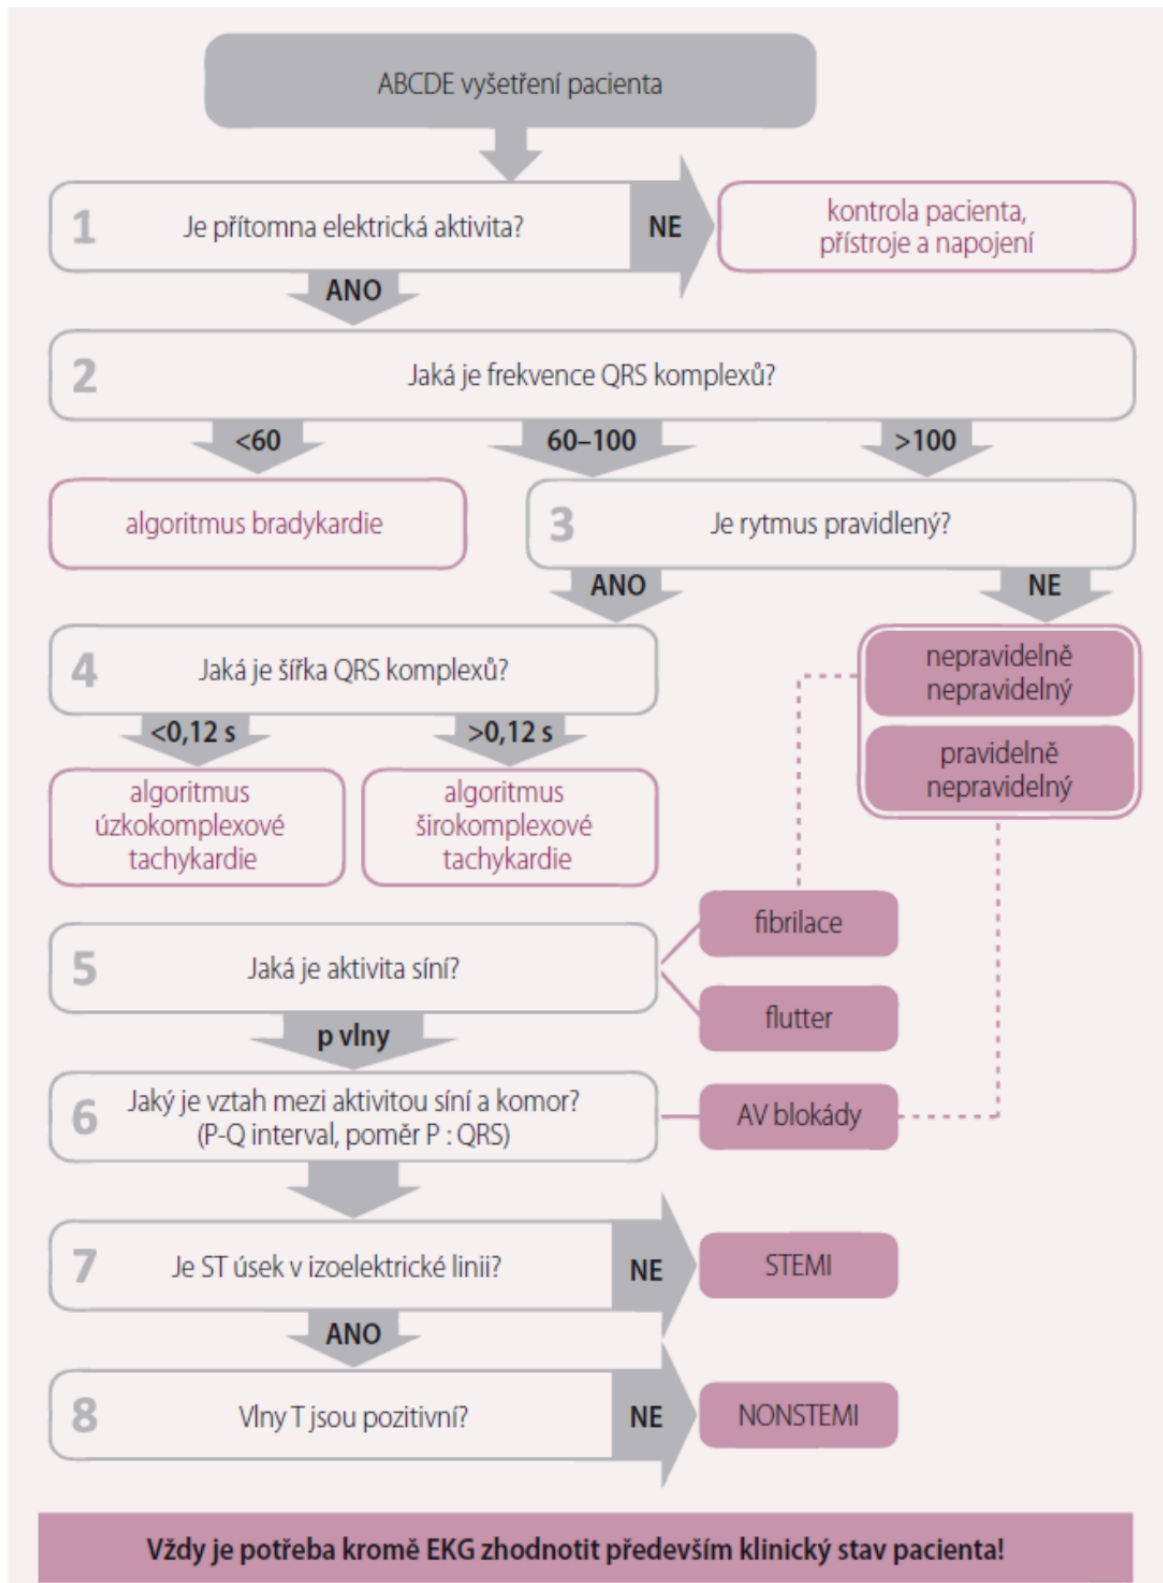 ABCDE vyšetření pacienta
1
Je přítomna elektrická aktivita?
NE
kontrola pacienta,
přístroje a napojení
ANO
2
Jaká je frekvence QRS komplexů?
<60
60–100
>100
algoritmus bradykardie
3
Je rytmus pravidlený?
ANO
NE
4
Jaká je šířka QRS komplexů?
nepravidelně
nepravidelný
pravidelně
nepravidelný
<0,12 s
>0,12 s
algoritmus
úzkokomplexové
tachykardie
algoritmus
širokomplexové
tachykardie
5
Jaká je aktivita síní?
fibrilace
flutter
p vlny
6
Jaký je vztah mezi aktivitou síní a komor?
(P-Q interval, poměr P : QRS)
AV blokády
7
Je ST úsek v izoelektrické linii?
NE
STEMI
ANO
8
Vlny T jsou pozitivní?
NE
NONSTEMI
Vždy je potřeba kromě EKG zhodnotit především klinický stav pacienta!